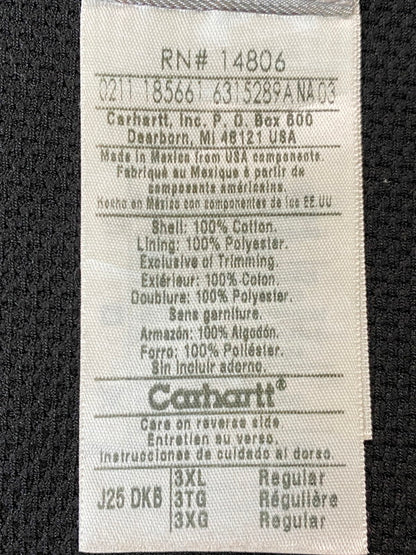 RN# 14806
0211 185661 6315289A NA 03
Carhartt, Inc. P. O. Box 600
Dearborn, MI 48121 USA
Made in Mexico from USA components.
Fabriqué au Mexique à partir de
composants américains.
Hecho en México con componentes de los EE.UU
Shell: 100% Cotton.
Lining: 100% Polyester.
Exclusive of Trimming.
Extérieur: 100% Coton.
Doublure: 100% Polyester.
Sans garniture.
Armazón: 100% Algodón.
Forro: 100% Poliéster.
Sin incluir adorno.
Carhartt®
Care on reverse side.
Entretien au verso.
Instrucciones de cuidado al dorso.
J25 DKB 3XL Regular
3TG Régulière
3XG Regular